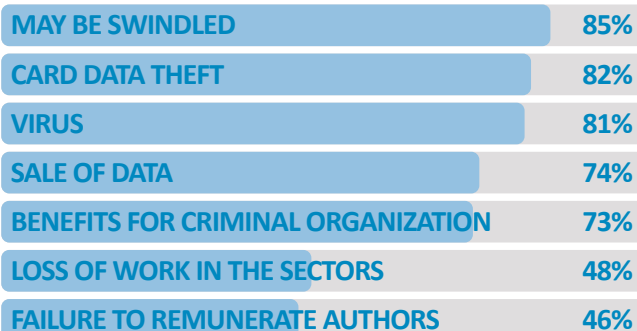 MAY BE SWINDLED 85%
CARD DATA THEFT 82%
VIRUS 81%
SALE OF DATA 74%
BENEFITS FOR CRIMINAL ORGANIZATION 73%
LOSS OF WORK IN THE SECTORS 48%
FAILURE TO REMUNERATE AUTHORS 46%